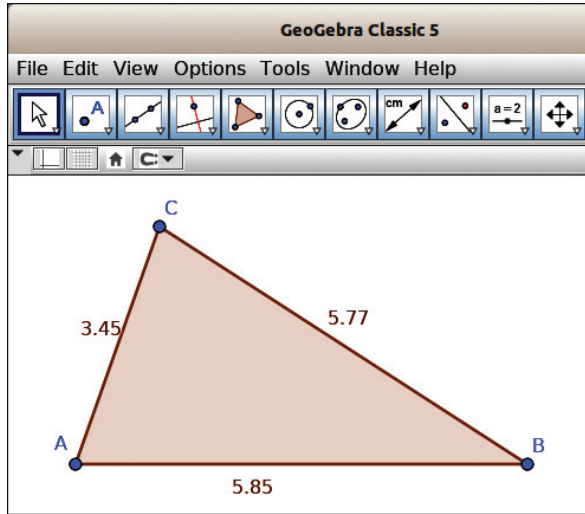 GeoGebra Classic 5
File Edit View Options Tools Window Help
A
cm
a=2
C
3.45
5.77
A
B
5.85